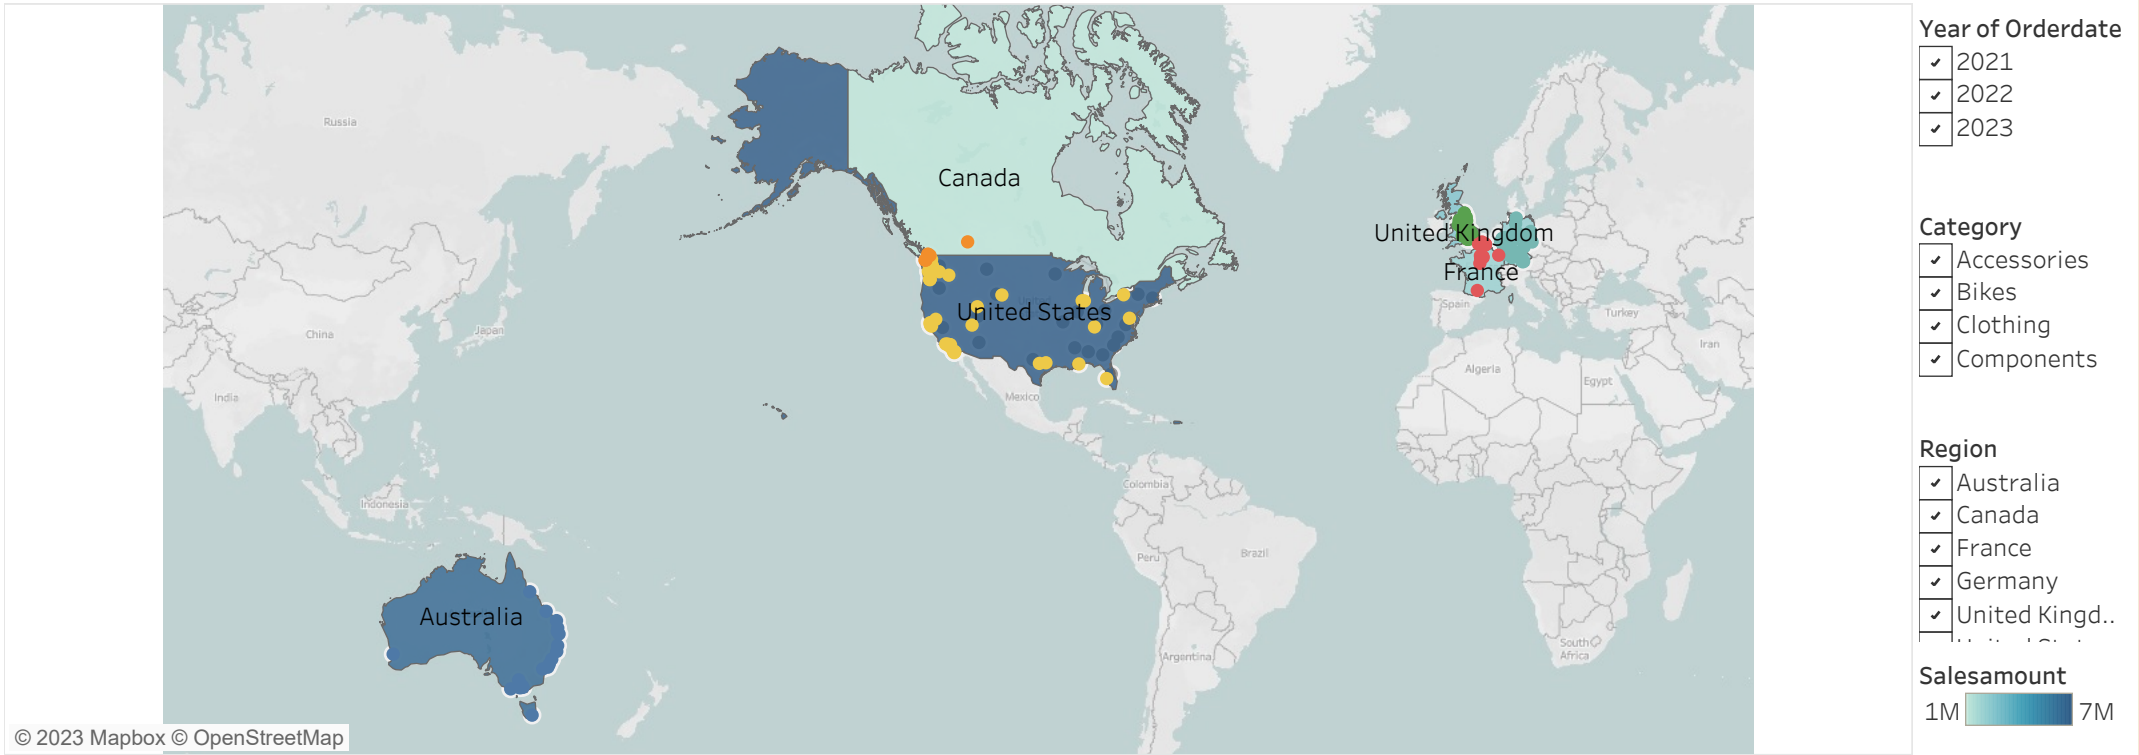 Russia
China
Japan
India
Indonesia
Australia
Canada
United States
Mexico
Colombia
Peru
Brazil
Argentina
United Kingdom
France
Spain
Turkey
Iran
Algeria
Egypt
South
Africa
© 2023 Mapbox © OpenStreetMap
Year of Orderdate
2021
2022
2023
Category
Accessories
Bikes
Clothing
Components
Region
Australia
Canada
France
Germany
United Kingd..
Salesamount
1M 7M